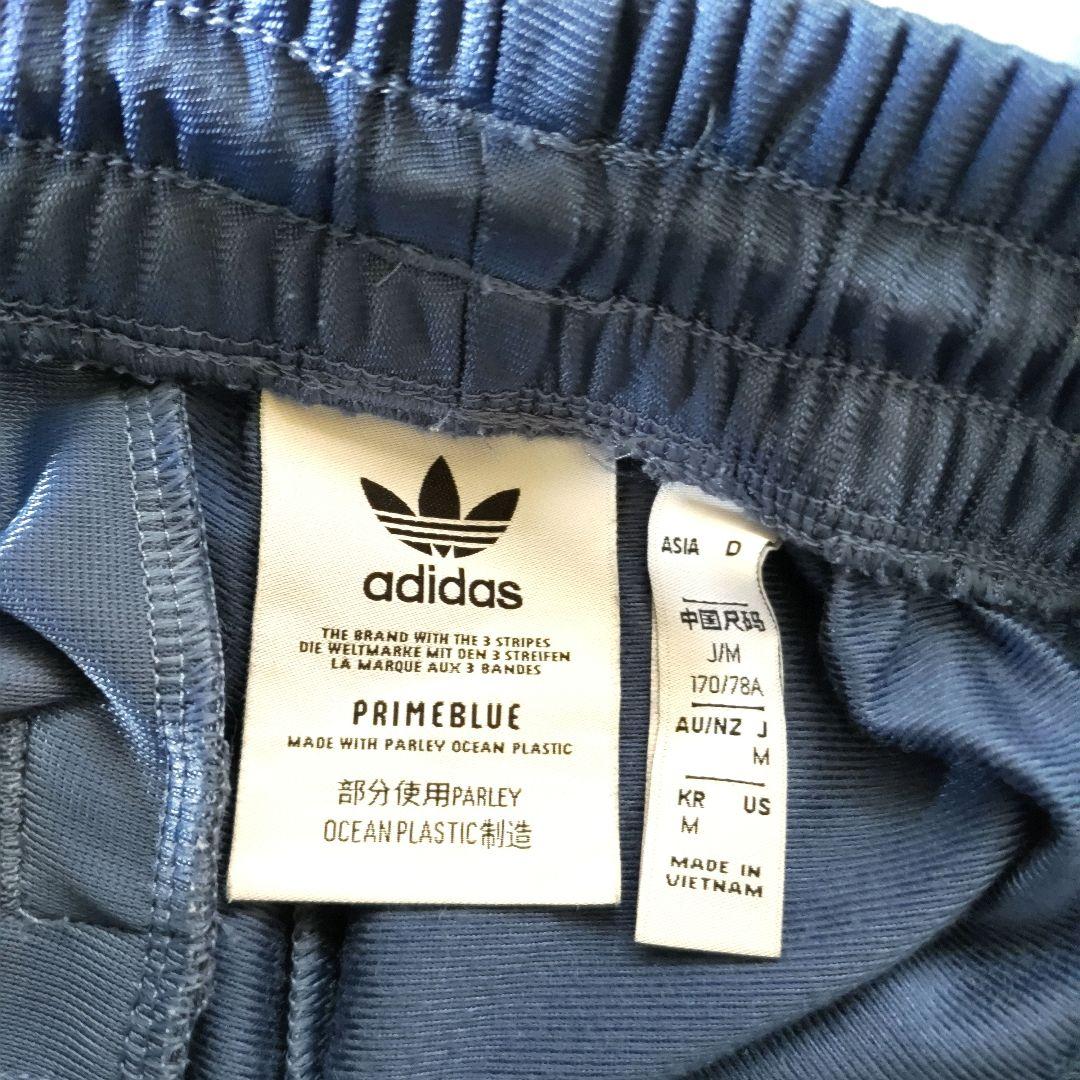 adidas
THE BRAND WITH THE 3 STRIPES
DIE WELTMARKE MIT DEN 3 STREIFEN
LA MARQUE AUX 3 BANDES
PRIMEBLUE
MADE WITH PARLEY OCEAN PLASTIC
部分使用PARLEY
OCEAN PLASTIC制造
ASIA D
中国尺码
J/M
170/78A
AU/NZ J
M
KR US
M
MADE IN
VIETNAM